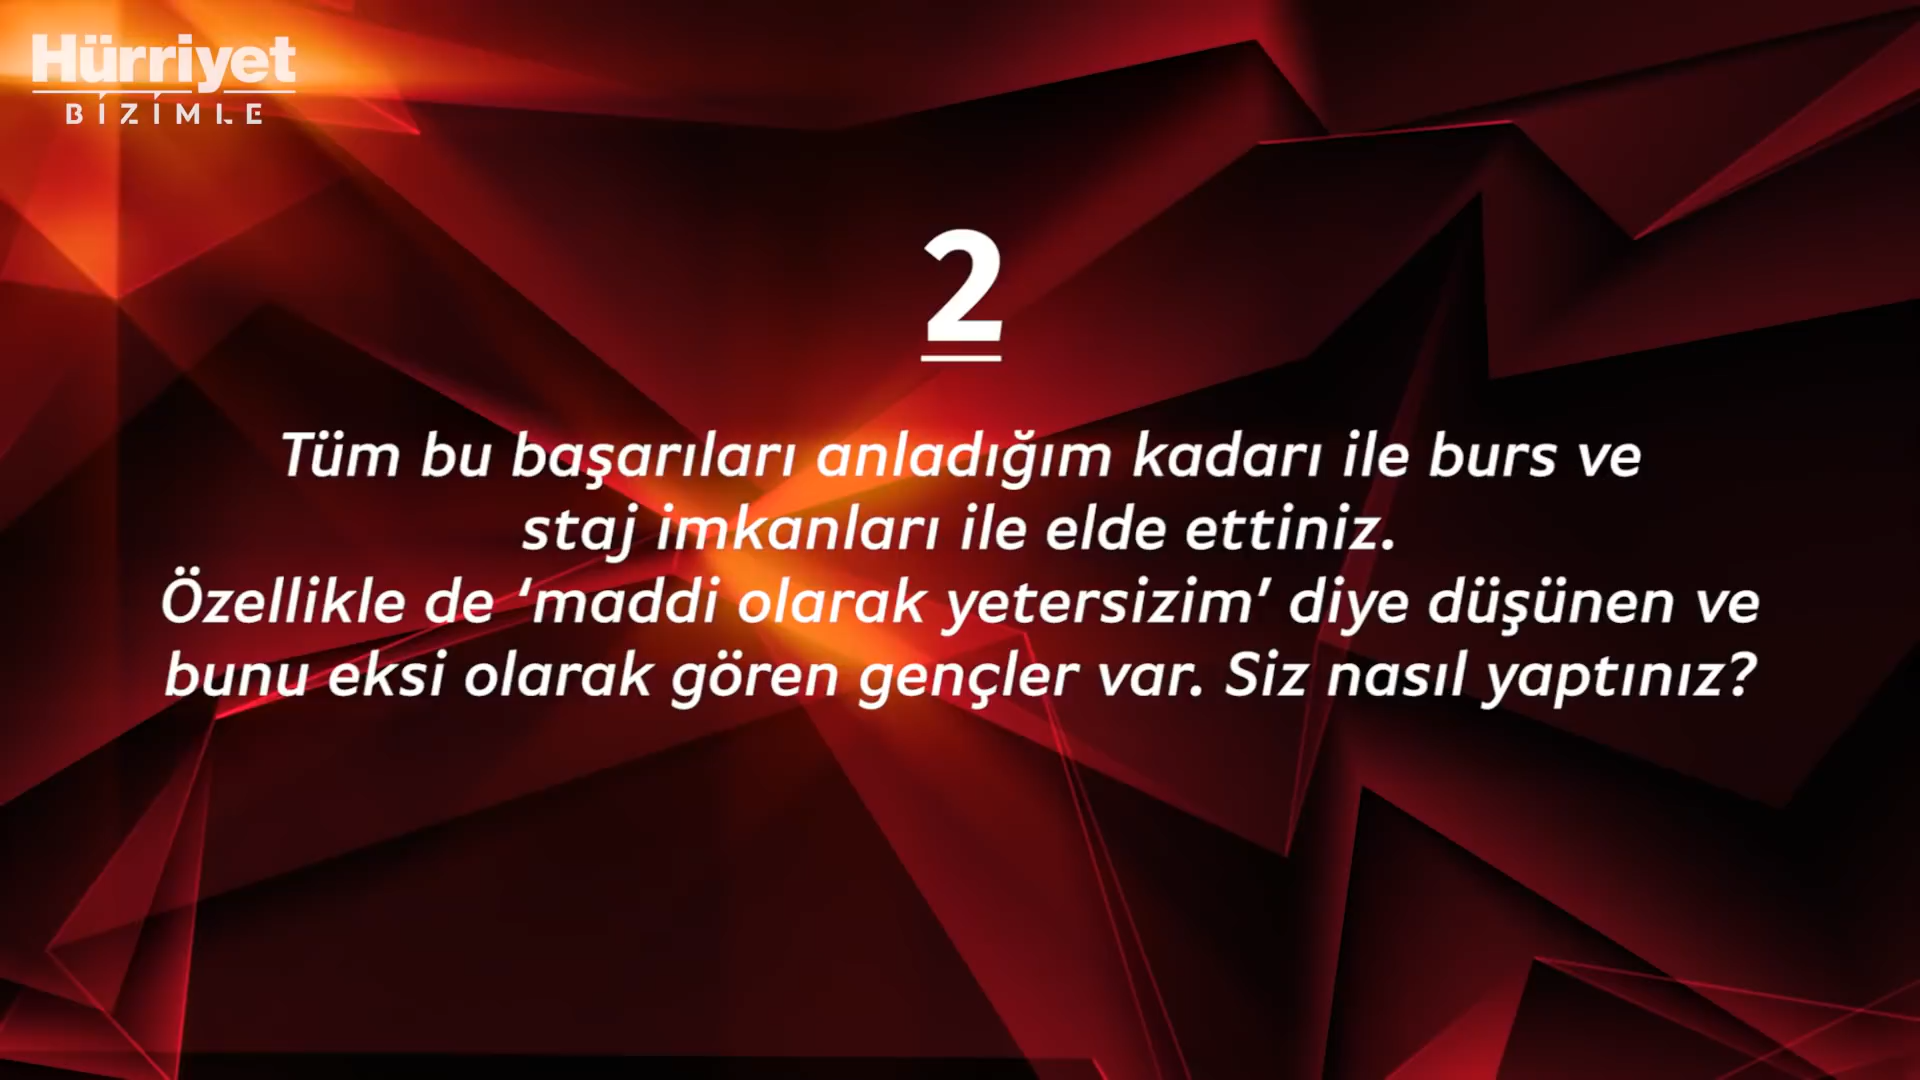 Hürriyet
BİZİMLE
2
Tüm bu başarıları anladığım kadarı ile burs ve
staj imkanları ile elde ettiniz.
Özellikle de ‘maddi olarak yetersizim’ diye düşünen ve
bunu eksi olarak gören gençler var. Siz nasıl yaptınız?